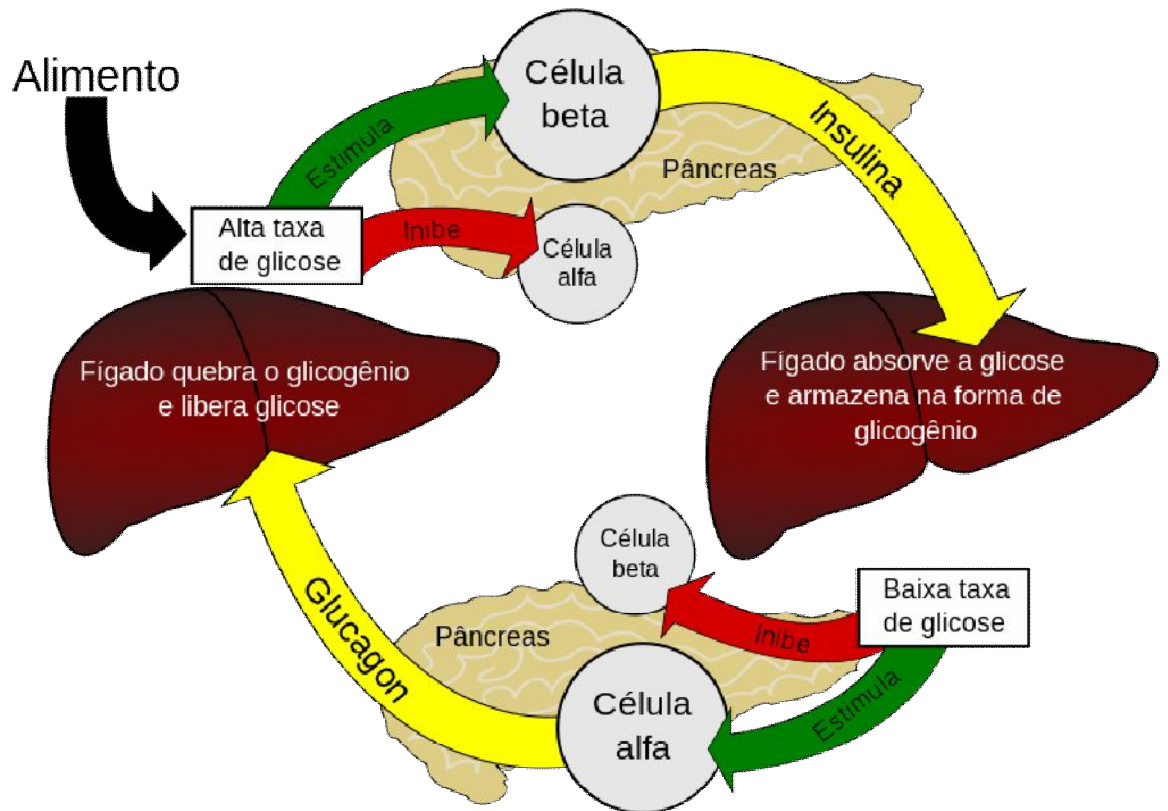 Alimento
Célula
beta
Insulina
Estimula
Pâncreas
Alta taxa
de glicose
Inibe
Célula
alfa
Fígado quebra o glicogênio
e libera glicose
Fígado absorve a glicose
e armazena na forma de
glicogênio
Célula
beta
Baixa taxa
de glicose
Inibe
Pâncreas
Glucagon
Célula
alfa
Estimula